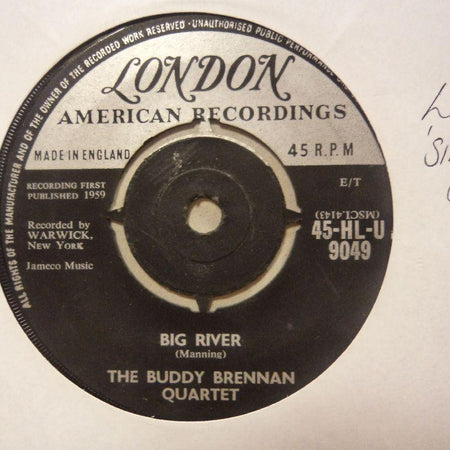 ALL RIGHTS OF THE MANUFACTURER AND OF THE OWNER OF THE RECORDED WORK RESERVED · UNAUTHORISED PUBLIC PERFORMANCE
LONDON
AMERICAN RECORDINGS
MADE IN ENGLAND
45 R.P.M
RECORDING FIRST
PUBLISHED 1959
E/T
Recorded by
WARWICK,
New York
Jameco Music
(MSCL4143)
45-HL-U
9049
BIG RIVER
(Manning)
THE BUDDY BRENNAN
QUARTET